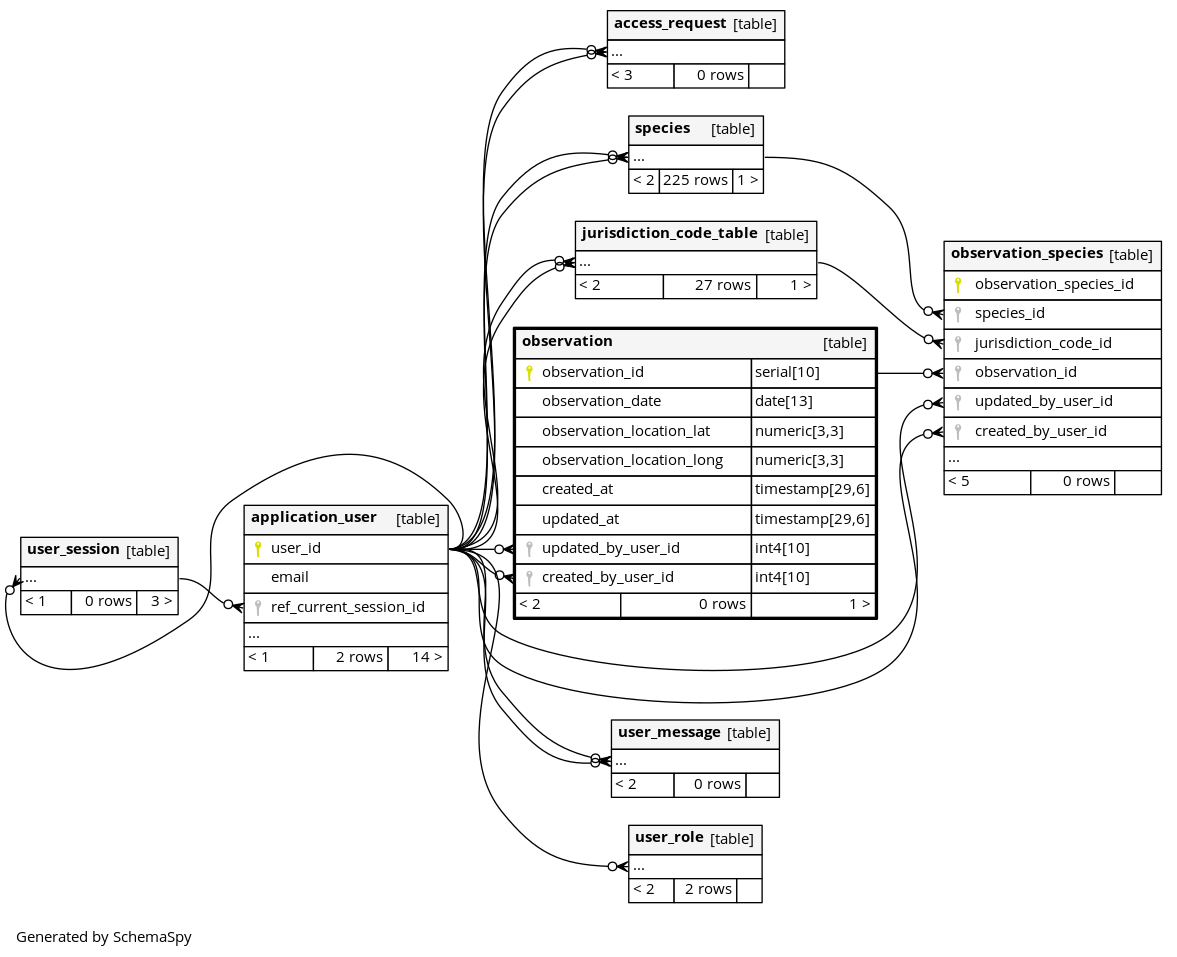 access_request [table]
...
< 3 0 rows
species [table]
...
< 2 225 rows 1 >
jurisdiction_code_table [table]
...
< 2 27 rows 1 >
observation_species [table]
observation_species_id
species_id
jurisdiction_code_id
observation_id
updated_by_user_id
created_by_user_id
...
< 5 0 rows
observation [table]
observation_id serial[10]
observation_date date[13]
observation_location_lat numeric[3,3]
observation_location_long numeric[3,3]
created_at timestamp[29,6]
updated_at timestamp[29,6]
updated_by_user_id int4[10]
created_by_user_id int4[10]
< 2 0 rows 1 >
application_user [table]
user_id
email
ref_current_session_id
...
< 1 2 rows 14 >
user_session [table]
...
< 1 0 rows 3 >
user_message [table]
...
< 2 0 rows
user_role [table]
...
< 2 2 rows
Generated by SchemaSpy